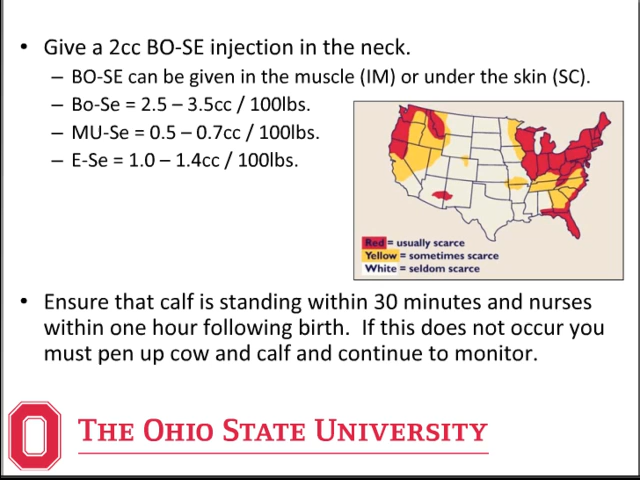 • Give a 2cc BO-SE injection in the neck.
– BO-SE can be given in the muscle (IM) or under the skin (SC).
– Bo-Se = 2.5 – 3.5cc / 100lbs.
– MU-Se = 0.5 – 0.7cc / 100lbs.
– E-Se = 1.0 – 1.4cc / 100lbs.
Red = usually scarce
Yellow = sometimes scarce
White = seldom scarce
• Ensure that calf is standing within 30 minutes and nurses
within one hour following birth. If this does not occur you
must pen up cow and calf and continue to monitor.
THE OHIO STATE UNIVERSITY